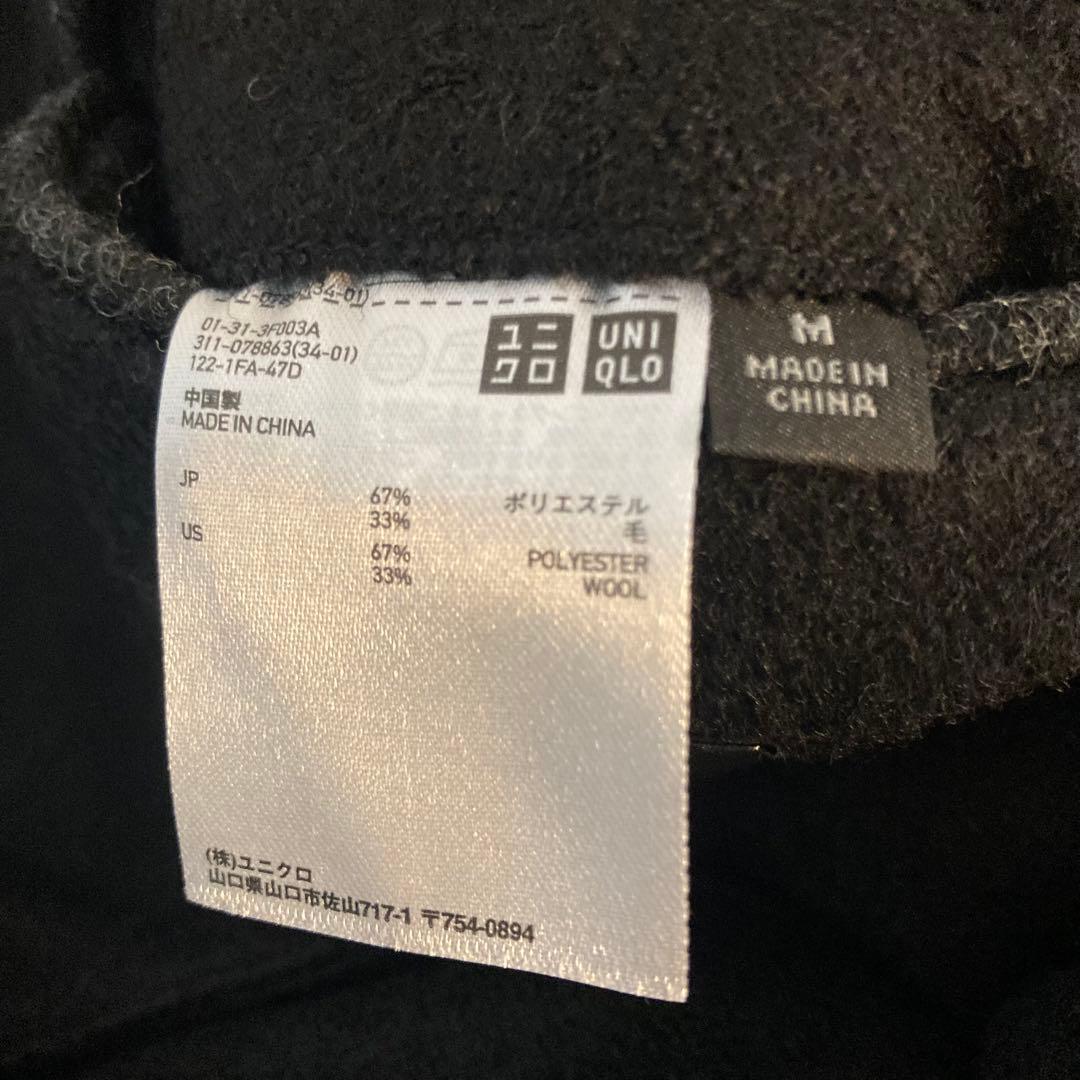 (34-01)
01-31-3F003A
311-078863(34-01)
122-1FA-47D
中国製
MADE IN CHINA
ユニクロ
UNIQLO
M
MADE IN
CHINA
JP
67% ポリエステル
33% 毛
US
67% POLYESTER
33% WOOL
(株)ユニクロ
山口県山口市佐山717-1 〒754-0894